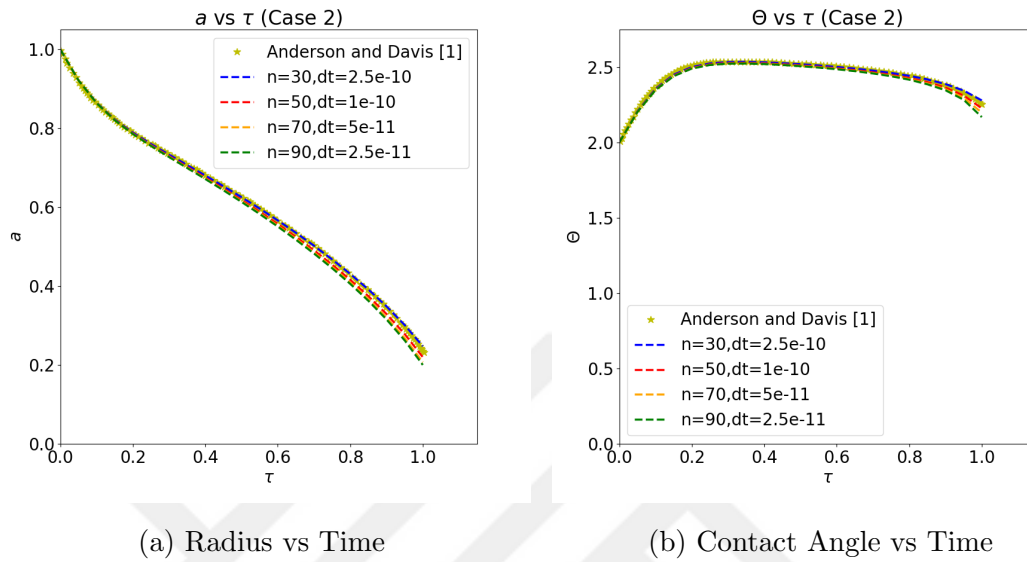 a vs τ (Case 2)
1.0
0.8
0.6
0.4
0.2
0.0
a
Anderson and Davis [1]
n=30,dt=2.5e-10
n=50,dt=1e-10
n=70,dt=5e-11
n=90,dt=2.5e-11
0.0 0.2 0.4 0.6 0.8 1.0
τ
(a) Radius vs Time
Θ vs τ (Case 2)
2.5
2.0
1.5
1.0
0.5
0.0
Θ
Anderson and Davis [1]
n=30,dt=2.5e-10
n=50,dt=1e-10
n=70,dt=5e-11
n=90,dt=2.5e-11
0.0 0.2 0.4 0.6 0.8 1.0
τ
(b) Contact Angle vs Time